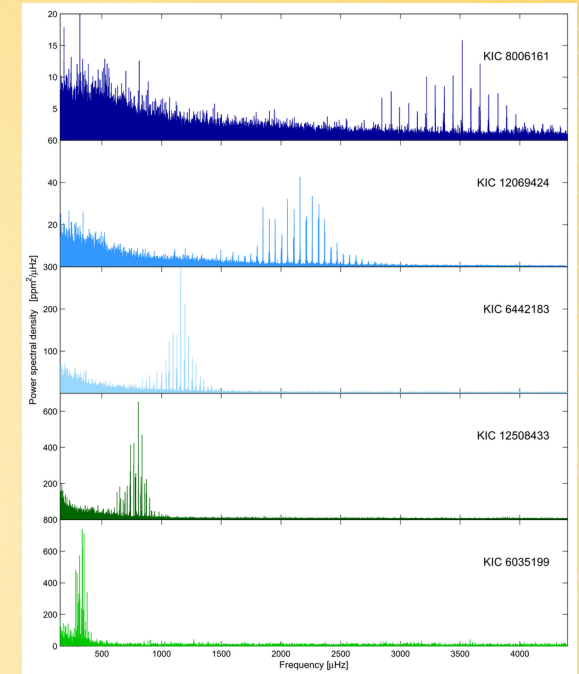 20
15
10
5
60
KIC 8006161
40
20
300
KIC 12069424
200
100
KIC 6442183
600
400
200
800
KIC 12508433
600
400
200
0
KIC 6035199
Power spectral density [ppm²/µHz]
500 1000 1500 2000 2500 3000 3500 4000
Frequency [µHz]